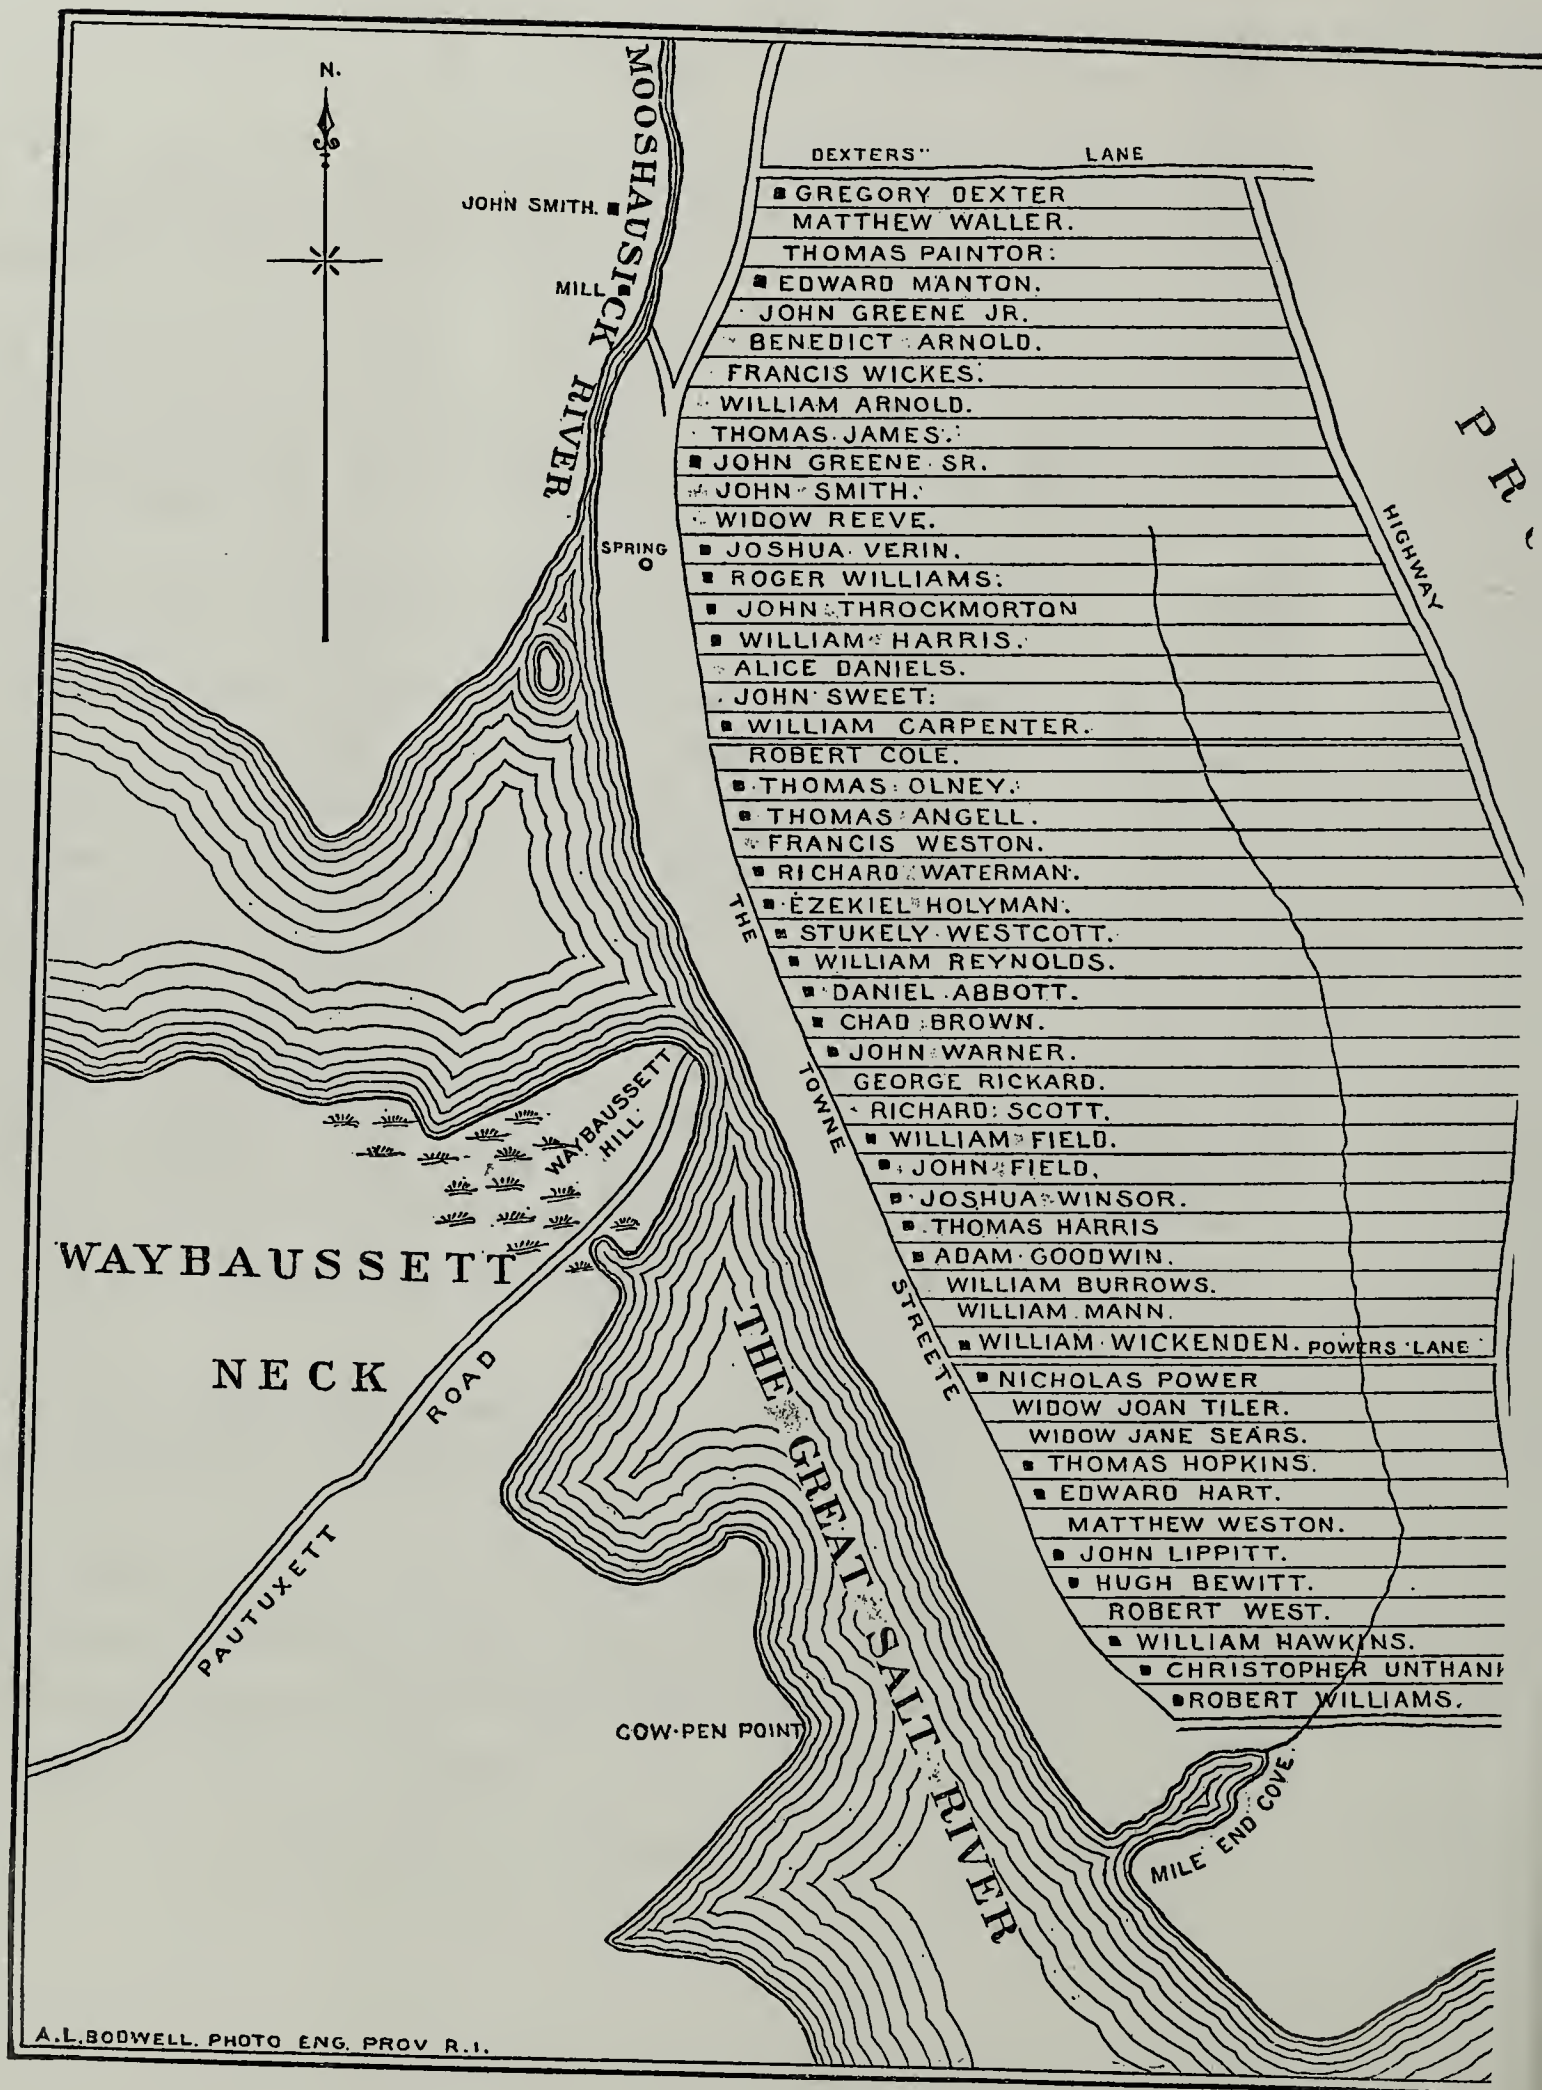 N.
MOOSHAUSICK RIVER
JOHN SMITH.
MILL
SPRING
DEXTERS" LANE
GREGORY DEXTER
MATTHEW WALLER.
THOMAS PAINTOR:
EDWARD MANTON.
JOHN GREENE JR.
BENEDICT ARNOLD.
FRANCIS WICKES.
WILLIAM ARNOLD.
THOMAS JAMES.
JOHN GREENE SR.
JOHN SMITH.
WIDOW REEVE.
JOSHUA VERIN.
ROGER WILLIAMS:
JOHN THROCKMORTON
WILLIAM HARRIS.
ALICE DANIELS.
JOHN SWEET:
WILLIAM CARPENTER.
ROBERT COLE.
THOMAS OLNEY.
THOMAS ANGELL.
FRANCIS WESTON.
RICHARD WATERMAN.
EZEKIEL HOLYMAN.
STUKELY WESTCOTT.
WILLIAM REYNOLDS.
DANIEL ABBOTT.
CHAD BROWN.
JOHN WARNER.
GEORGE RICKARD.
RICHARD SCOTT.
WILLIAM FIELD.
JOHN FIELD.
JOSHUA WINSOR.
THOMAS HARRIS
ADAM GOODWIN.
WILLIAM BURROWS.
WILLIAM MANN.
WILLIAM WICKENDEN. POWERS LANE
NICHOLAS POWER
WIDOW JOAN TILER.
WIDOW JANE SEARS.
THOMAS HOPKINS.
EDWARD HART.
MATTHEW WESTON.
JOHN LIPPITT.
HUGH BEWITT.
ROBERT WEST.
WILLIAM HAWKINS.
CHRISTOPHER UNTHAN
ROBERT WILLIAMS.
HIGHWAY
P R
THE TOWNE STREETE
WAYBAUSSETT
HILL
WAYBAUSSETT
NECK
PAUTUXETT ROAD
THE GREAT SALT RIVER
COW-PEN POINT
MILE END COVE.
A.L.BODWELL. PHOTO ENG. PROV R.I.